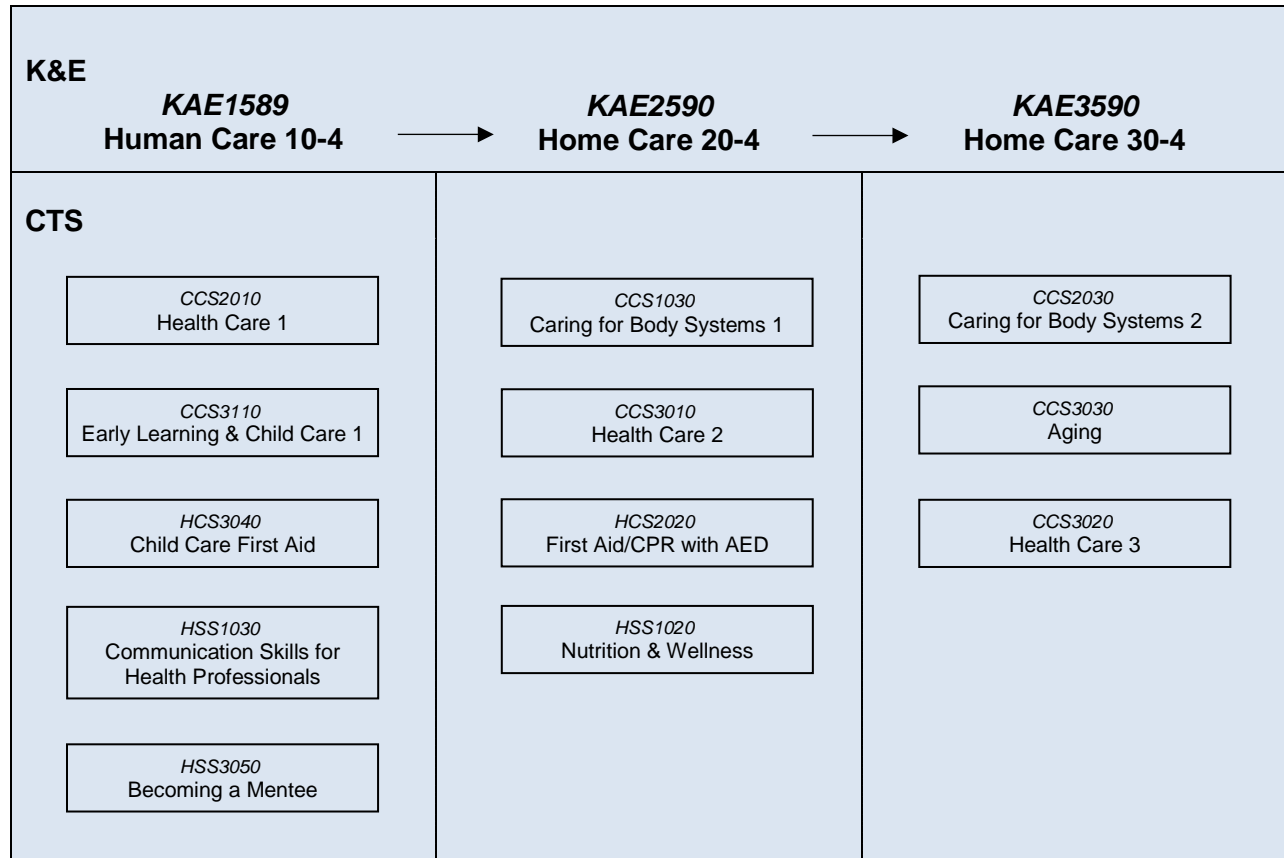 K&E
KAE1589
Human Care 10-4
KAE2590
Home Care 20-4
KAE3590
Home Care 30-4
CTS
CCS2010
Health Care 1
CCS3110
Early Learning & Child Care 1
HCS3040
Child Care First Aid
HSS1030
Communication Skills for
Health Professionals
HSS3050
Becoming a Mentee
CCS1030
Caring for Body Systems 1
CCS3010
Health Care 2
HCS2020
First Aid/CPR with AED
HSS1020
Nutrition & Wellness
CCS2030
Caring for Body Systems 2
CCS3030
Aging
CCS3020
Health Care 3